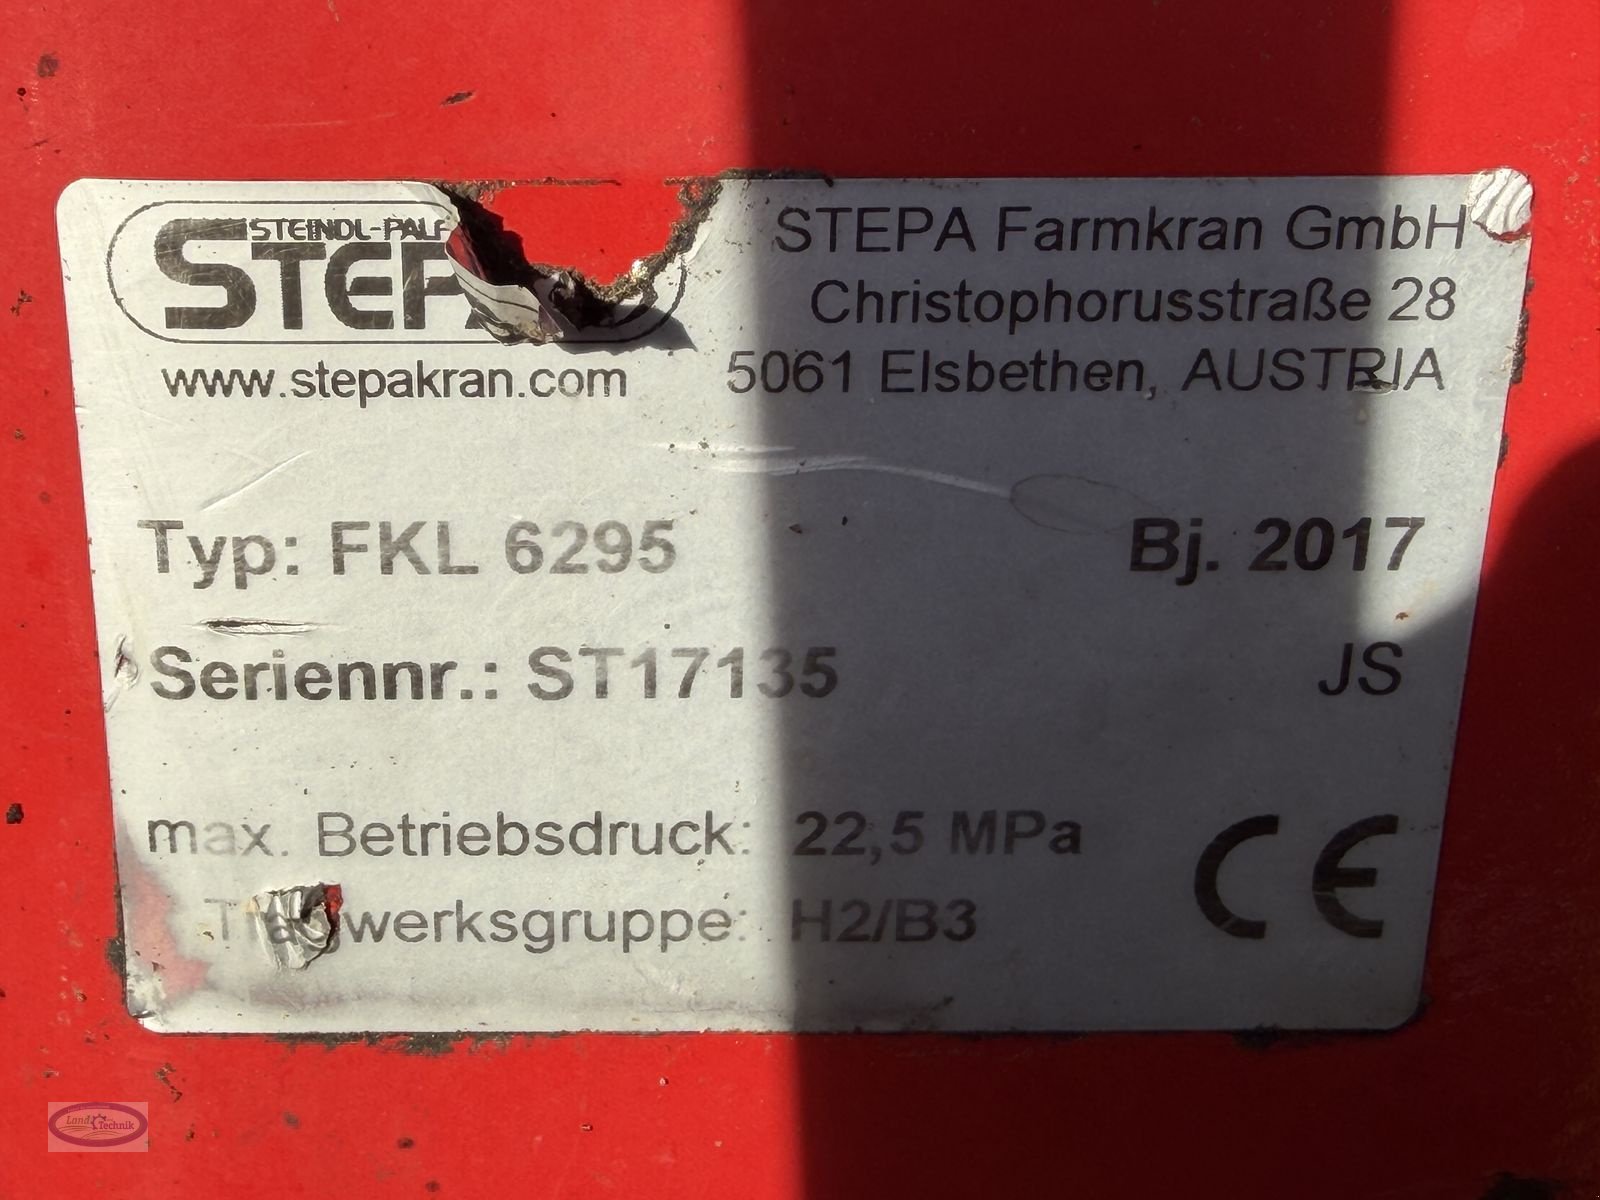 STEINDL-PALF
STEPA
www.stepakran.com
STEPA Farmkran GmbH
Christophorusstraße 28
5061 Elsbethen, AUSTRIA
Typ: FKL 6295
Bj. 2017
Seriennr.: ST17135
JS
max. Betriebsdruck: 22,5 MPa
Tragwerksgruppe: H2/B3
CE
Land
Technik